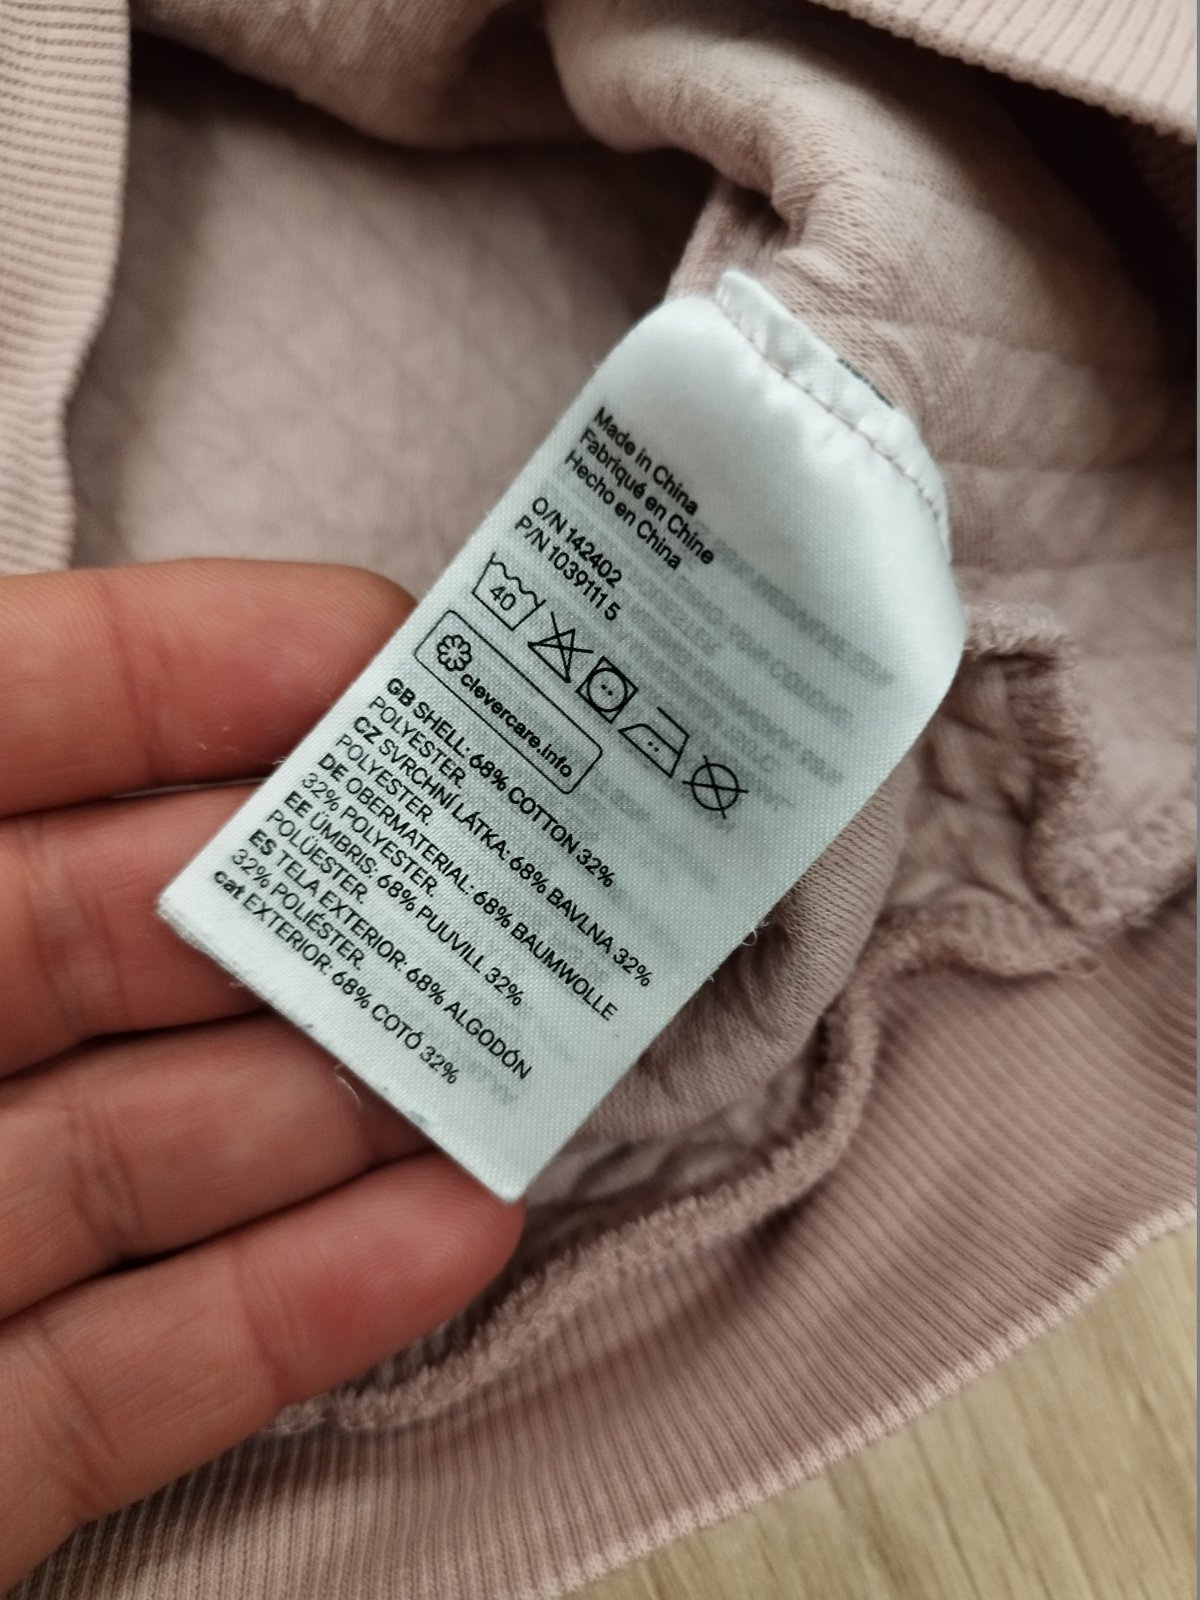 Made in China
Fabriqué en Chine
Hecho en China
O/N 142402
P/N 1039111 5
40
clevercare.info
GB SHELL: 68% COTTON 32%
POLYESTER.
CZ SVRCHNÍ LÁTKA: 68% BAVLNA 32%
POLYESTER.
DE OBERMATERIAL: 68% BAUMWOLLE
32% POLYESTER.
EE ÜMBRIS: 68% PUUVILL 32%
POLÜESTER.
ES TELA EXTERIOR: 68% ALGODÓN
32% POLIÉSTER.
cat EXTERIOR: 68% COTÓ 32%